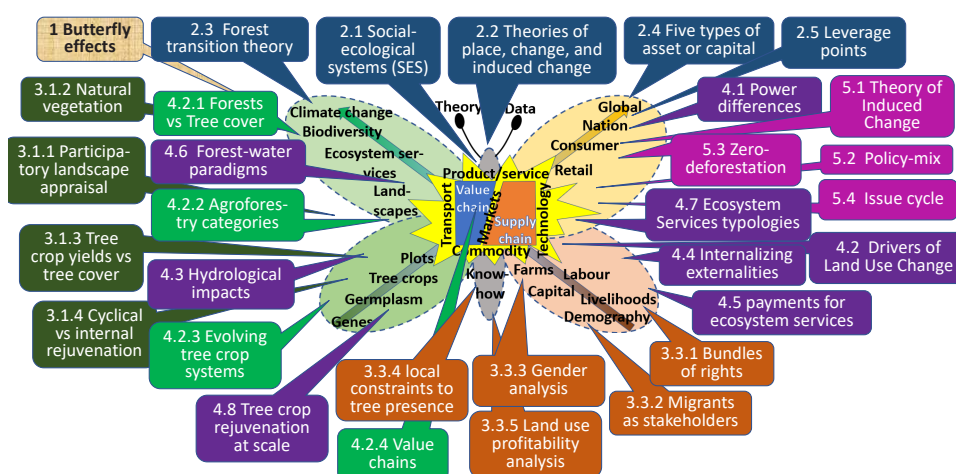 1 Butterfly
effects
2.3 Forest
transition theory
2.1 Social-
ecological
systems (SES)
2.2 Theories of
place, change, and
induced change
2.4 Five types of
asset or capital
2.5 Leverage
points
3.1.2 Natural
vegetation
4.2.1 Forests
vs Tree cover
4.1 Power
differences
5.1 Theory of
Induced
Change
3.1.1 Participa-
tory landscape
appraisal
4.6 Forest-water
paradigms
5.3 Zero-
deforestation
5.2 Policy-mix
4.2.2 Agrofores-
try categories
4.7 Ecosystem
Services typologies
5.4 Issue cycle
3.1.3 Tree
crop yields vs
tree cover
4.3 Hydrological
impacts
4.4 Internalizing
externalities
4.2 Drivers of
Land Use Change
3.1.4 Cyclical
vs internal
rejuvenation
4.2.3 Evolving
tree crop
systems
4.5 payments for
ecosystem services
4.8 Tree crop
rejuvenation
at scale
3.3.4 local
constraints to
tree presence
3.3.3 Gender
analysis
3.3.1 Bundles
of rights
4.2.4 Value
chains
3.3.5 Land use
profitability
analysis
3.3.2 Migrants
as stakeholders
Climate change
Biodiversity
Ecosystem ser-
vices
Land-
scapes
Theory
Data
Global
Nation
Consumer
Retail
Product/service
Transport
Value
chain
Markets
Supply
chain
Technology
Commodity
Plots
Tree crops
Germplasm
Genes
Know-
how
Farms
Capital
Labour
Livelihoods
Demography